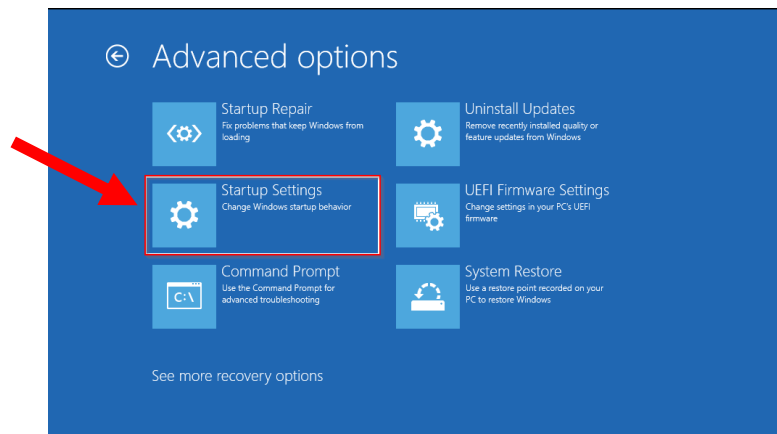 Advanced options
Startup Repair
Fix problems that keep Windows from
loading
Uninstall Updates
Remove recently installed quality or
feature updates from Windows
Startup Settings
Change Windows startup behavior
UEFI Firmware Settings
Change settings in your PC's UEFI
firmware
C:\
Command Prompt
Use the Command Prompt for
advanced troubleshooting
System Restore
Use a restore point recorded on your
PC to restore Windows
See more recovery options